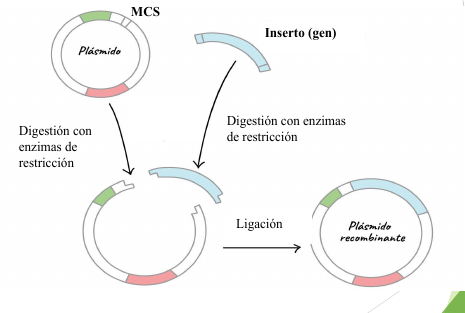 MCS
Plásmido
Inserto (gen)
Digestión con
enzimas de
restricción
Digestión con enzimas
de restricción
Ligación
Plásmido
recombinante